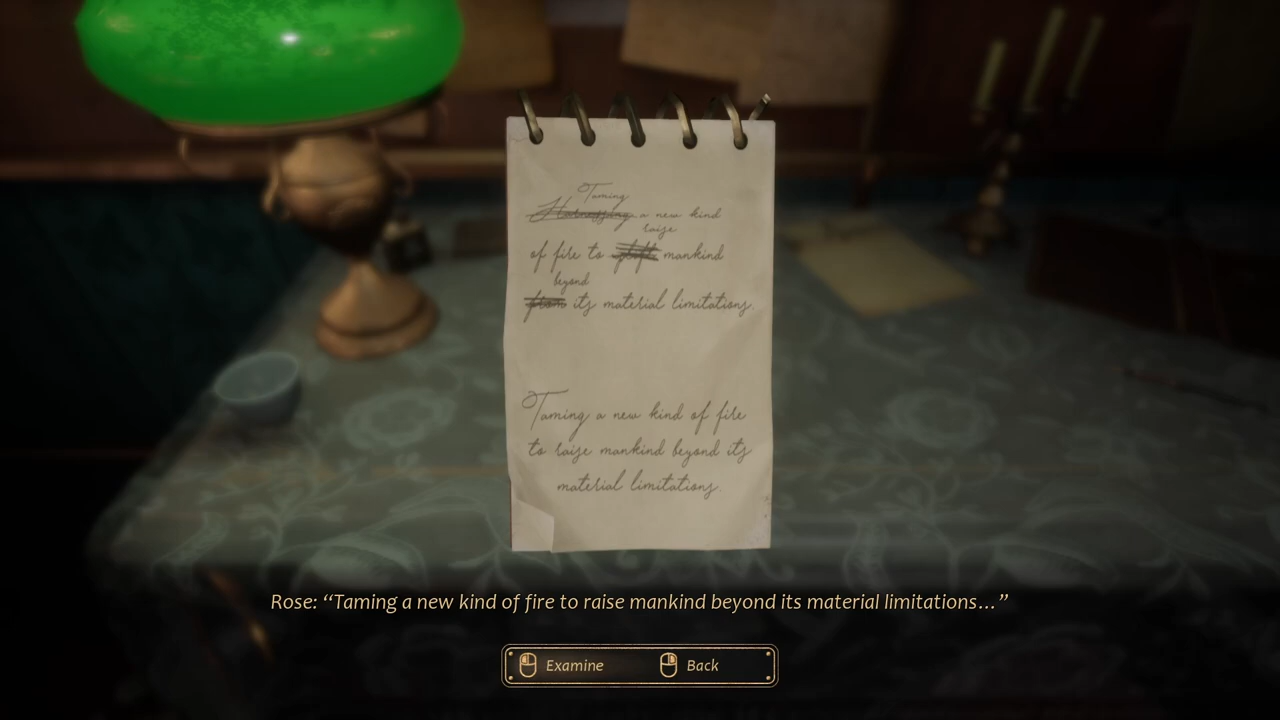 Taming
Harnessing a new kind
raise
of fire to uplift mankind
beyond
from its material limitations.
Taming a new kind of fire
to raise mankind beyond its
material limitations.
Rose: “Taming a new kind of fire to raise mankind beyond its material limitations…”
Examine Back